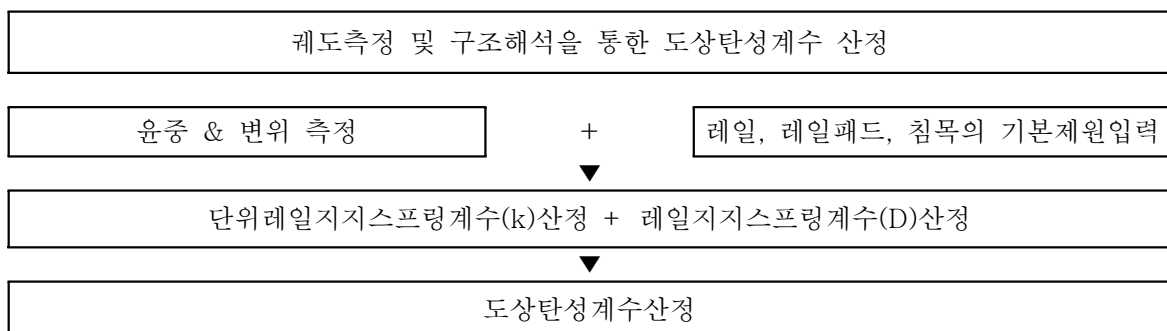 궤도측정 및 구조해석을 통한 도상탄성계수 산정
윤중 & 변위 측정 + 레일, 레일패드, 침목의 기본제원입력
▼
단위레일지지스프링계수(k)산정 + 레일지지스프링계수(D)산정
▼
도상탄성계수산정